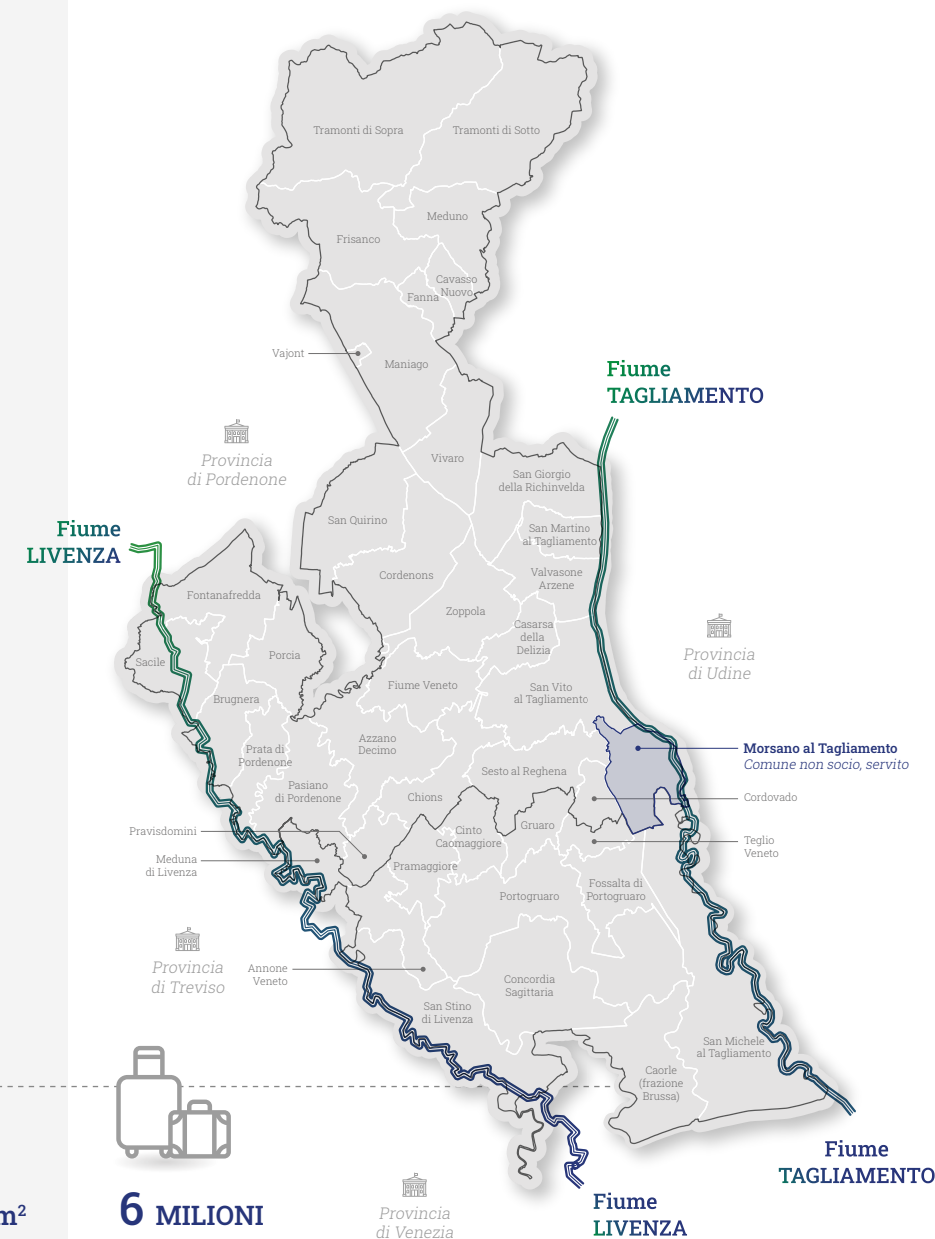 Tramonti di Sopra
Tramonti di Sotto
Meduno
Frisanco
Cavasso
Nuovo
Fanna
Vajont
Maniago
Fiume
TAGLIAMENTO
Provincia
di Pordenone
Vivaro
San Giorgio
della Richinvelda
San Quirino
Fiume
LIVENZA
San Martino
al Tagliamento
Cordenons
Valvasone
Arzene
Fontanafredda
Zoppola
Casarsa
della
Delizia
Provincia
di Udine
Sacile
Porcia
Fiume Veneto
San Vito
al Tagliamento
Brugnera
Azzano
Decimo
Prata di
Pordenone
Morsano al Tagliamento
Comune non socio, servito
Sesto al Reghena
Pasiano
di Pordenone
Chions
Cordovado
Gruaro
Pravisdomini
Cinto
Caomaggiore
Teglio
Veneto
Meduna
di Livenza
Pramaggiore
Portogruaro
Fossalta di
Portogruaro
Provincia
di Treviso
Annone
Veneto
Concordia
Sagittaria
San Stino
di Livenza
San Michele
al Tagliamento
Caorle
(frazione
Brussa)
Fiume
TAGLIAMENTO
Provincia
di Venezia
Fiume
LIVENZA
m²
6 MILIONI